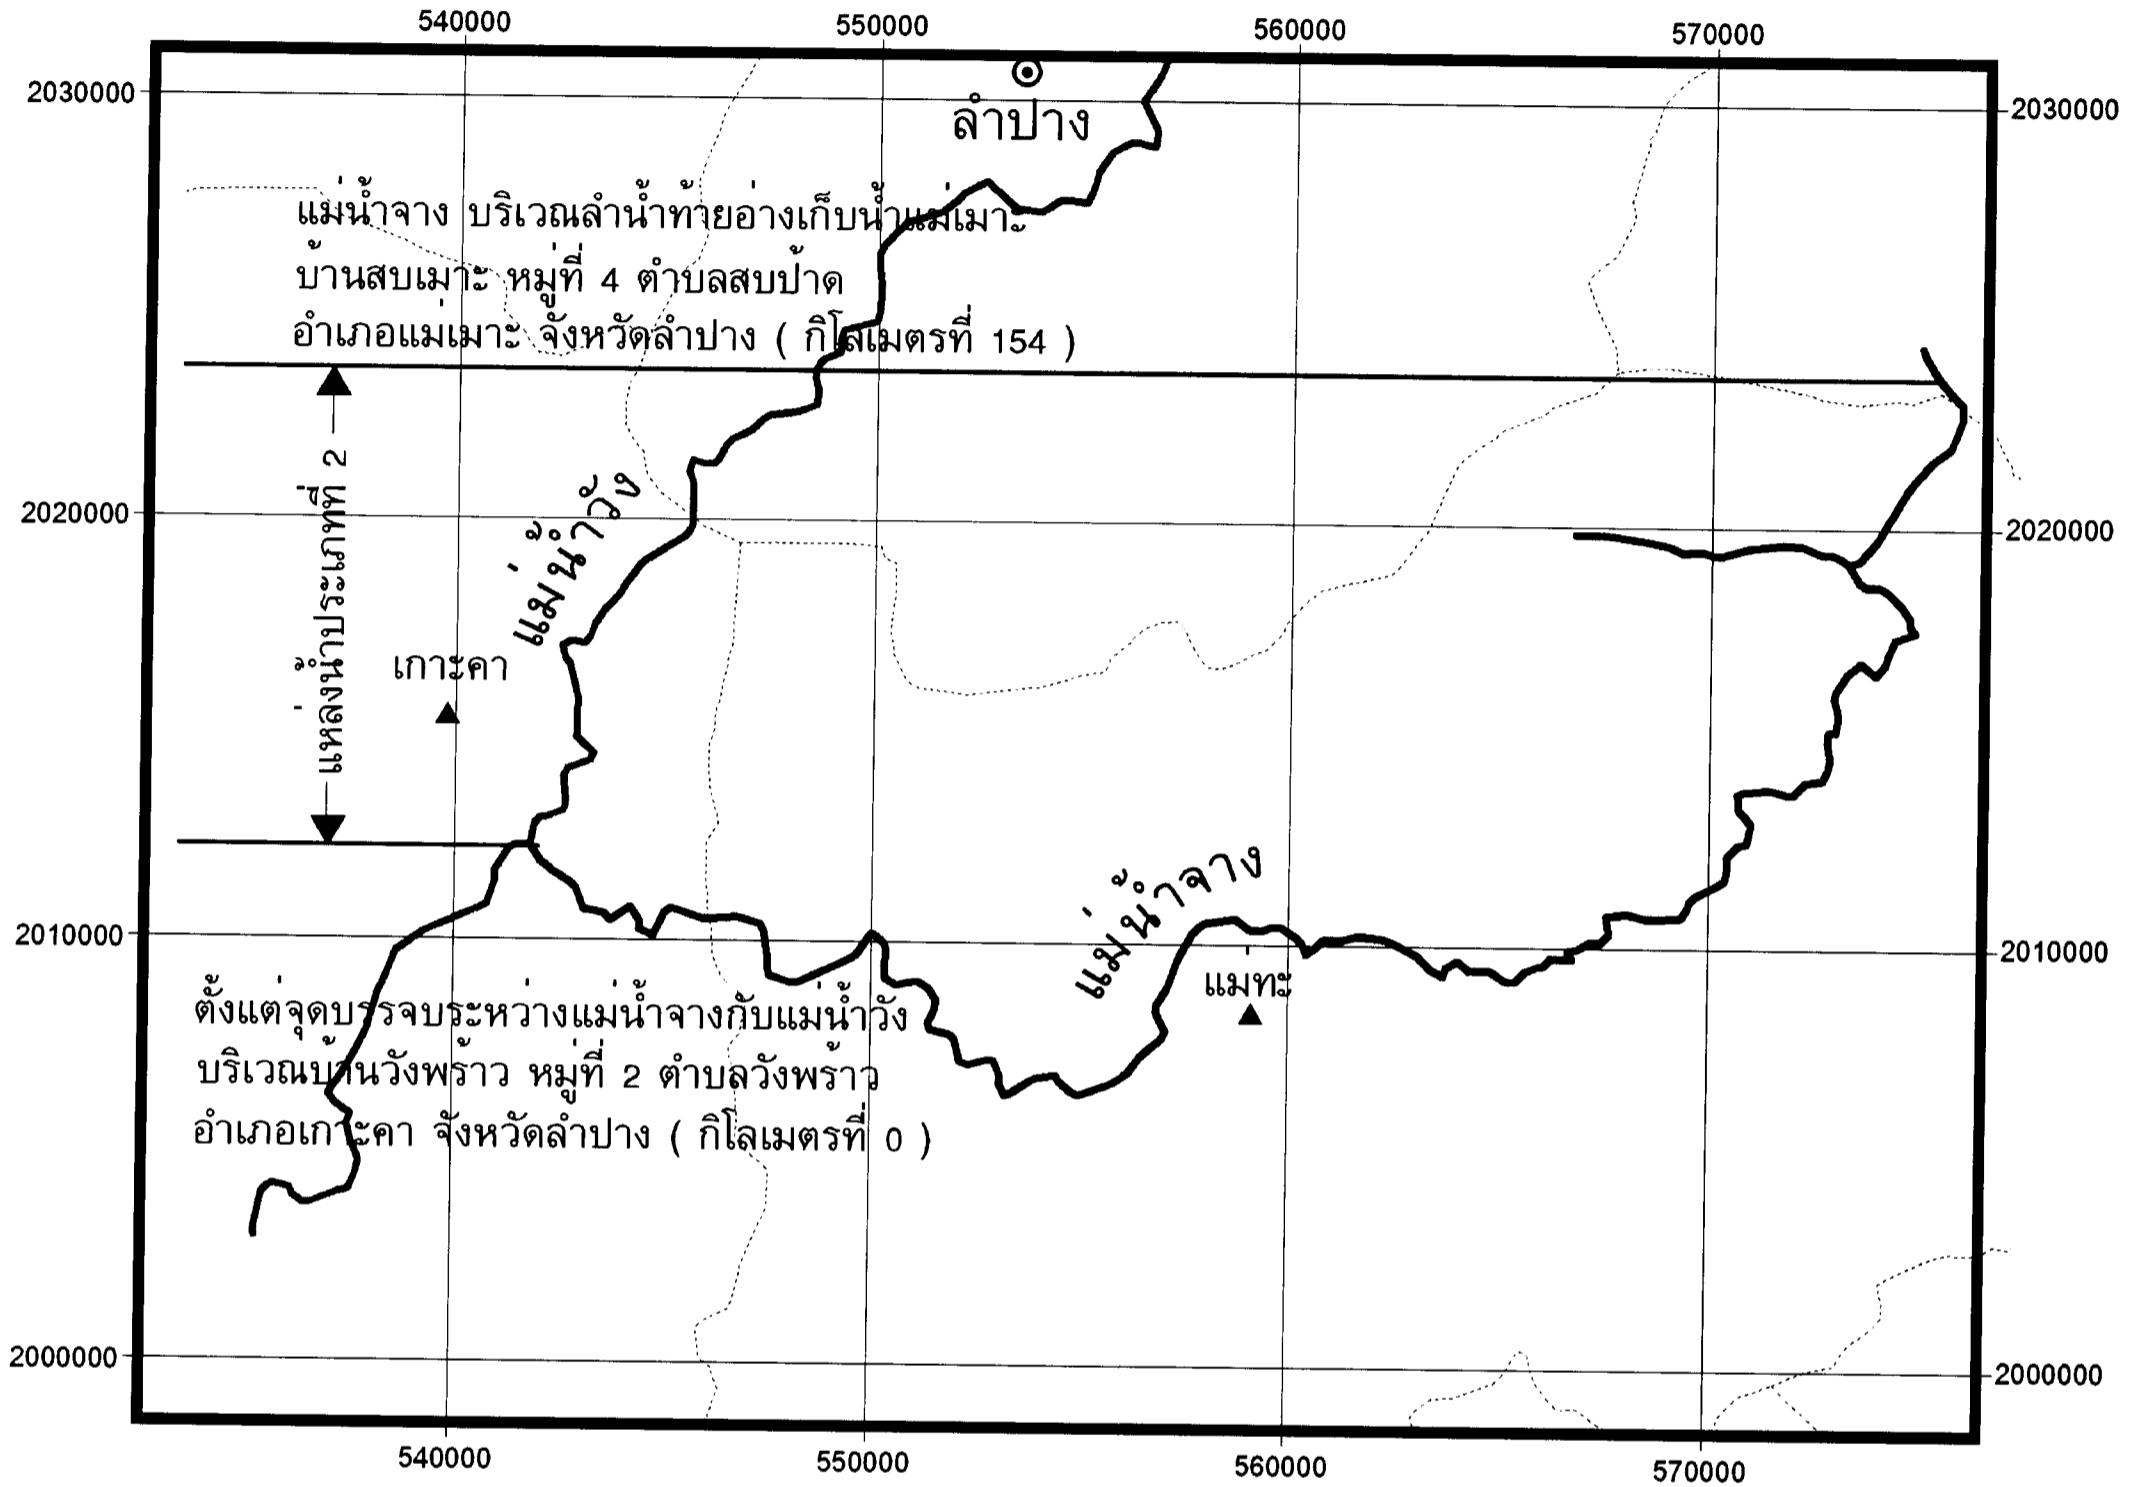 540000 550000 560000 570000
2030000 2030000
ลำปาง
แม่น้ำจาง บริเวณลำน้ำท้ายอ่างเก็บน้ำแม่เมาะ
บ้านสบเมาะ หมู่ที่ 4 ตำบลสบป้าด
อำเภอแม่เมาะ จังหวัดลำปาง ( กิโลเมตรที่ 154 )
แหล่งน้ำประเภทที่ 2
แม่น้ำวัง
2020000 2020000
เกาะคา
แม่น้ำจาง
2010000 2010000
แม่ทะ
ตั้งแต่จุดบรรจบระหว่างแม่น้ำจางกับแม่น้ำวัง
บริเวณบ้านวังพร้าว หมู่ที่ 2 ตำบลวังพร้าว
อำเภอเกาะคา จังหวัดลำปาง ( กิโลเมตรที่ 0 )
2000000 2000000
540000 550000 560000 570000